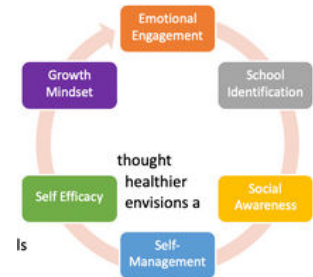 Emotional
Engagement
Growth
Mindset
School
Identification
thought
healthier
envisions a
Self Efficacy
Social
Awareness
ls
Self-
Management